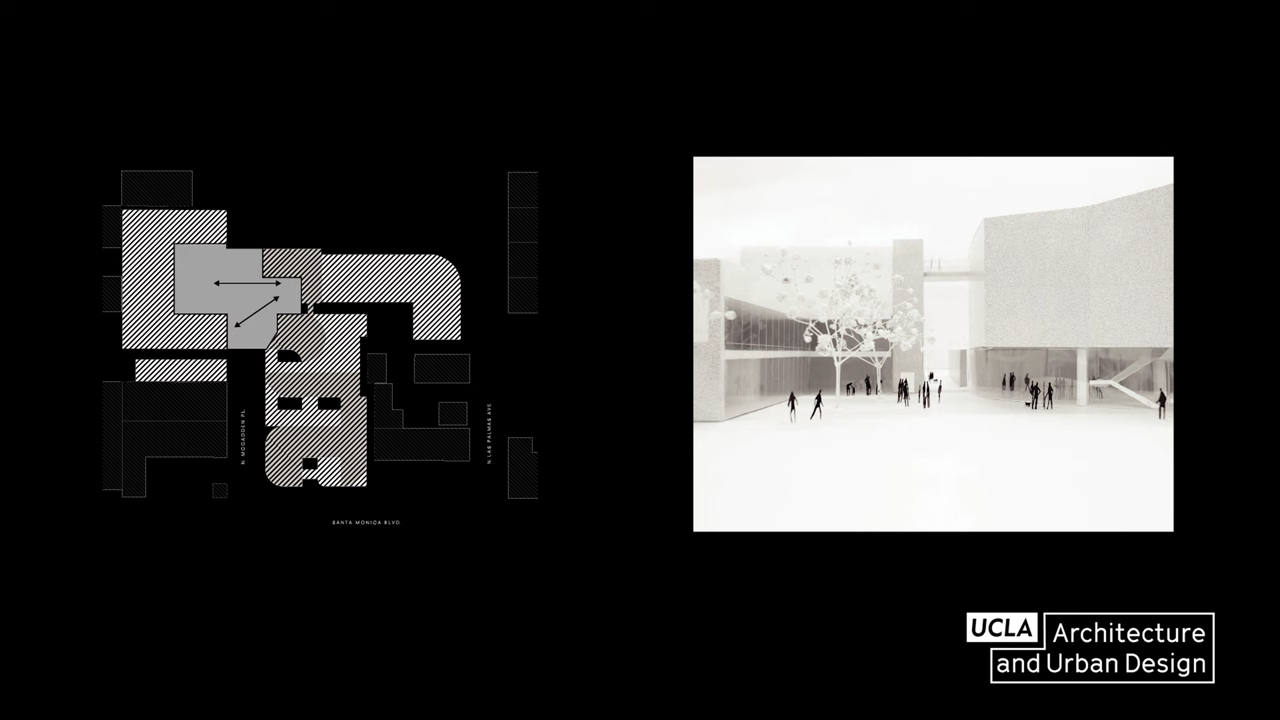 N. MCCADDEN PL.
N LAS PALMAS AVE
SANTA MONICA BLVD
UCLA Architecture
and Urban Design